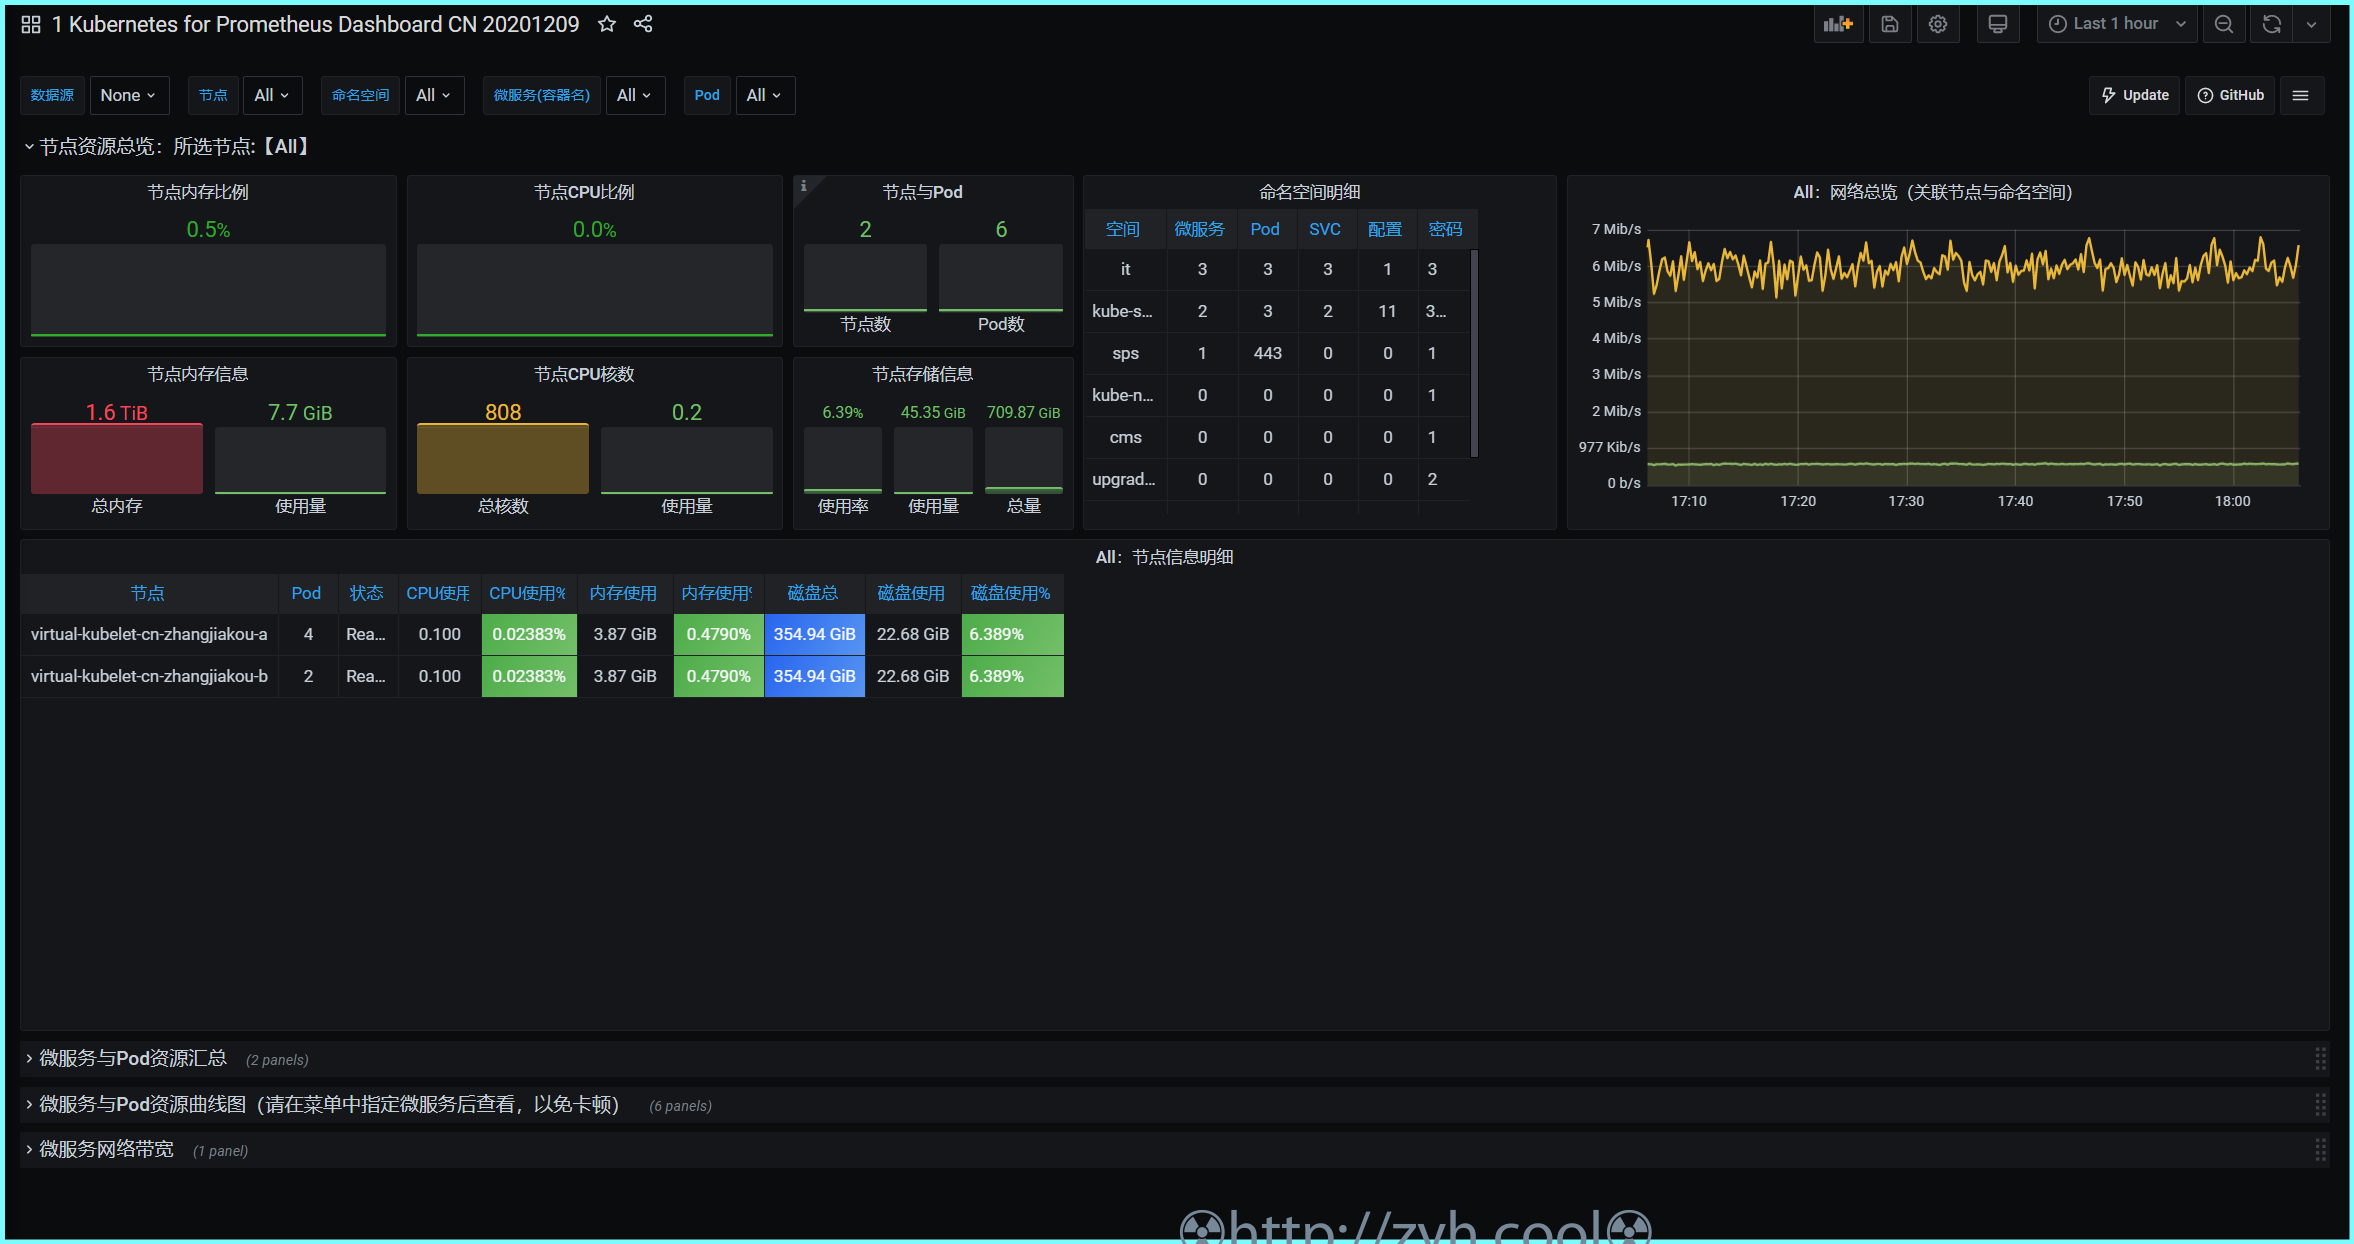 1 Kubernetes for Prometheus Dashboard CN 20201209
Last 1 hour
数据源 None 节点 All 命名空间 All 微服务(容器名) All Pod All
Update GitHub
节点资源总览：所选节点:【All】
节点内存比例
0.5%
节点CPU比例
0.0%
节点与Pod
2 6
节点数 Pod数
节点内存信息
1.6 TiB 7.7 GiB
总内存 使用量
节点CPU核数
808 0.2
总核数 使用量
节点存储信息
6.39% 45.35 GiB 709.87 GiB
使用率 使用量 总量
命名空间明细
空间 微服务 Pod SVC 配置 密码
it 3 3 3 1 3
kube-s... 2 3 2 11 3...
sps 1 443 0 0 1
kube-n... 0 0 0 0 1
cms 0 0 0 0 1
upgrad... 0 0 0 0 2
All：网络总览（关联节点与命名空间）
7 Mib/s
6 Mib/s
5 Mib/s
4 Mib/s
3 Mib/s
2 Mib/s
977 Kib/s
0 b/s
17:10 17:20 17:30 17:40 17:50 18:00
All：节点信息明细
节点 Pod 状态 CPU使用 CPU使用% 内存使用 内存使用% 磁盘总 磁盘使用 磁盘使用%
virtual-kubelet-cn-zhangjiakou-a 4 Rea... 0.100 0.02383% 3.87 GiB 0.4790% 354.94 GiB 22.68 GiB 6.389%
virtual-kubelet-cn-zhangjiakou-b 2 Rea... 0.100 0.02383% 3.87 GiB 0.4790% 354.94 GiB 22.68 GiB 6.389%
微服务与Pod资源汇总 (2 panels)
微服务与Pod资源曲线图（请在菜单中指定微服务后查看，以免卡顿） (6 panels)
微服务网络带宽 (1 panel)
☢http://zyh.cool☢